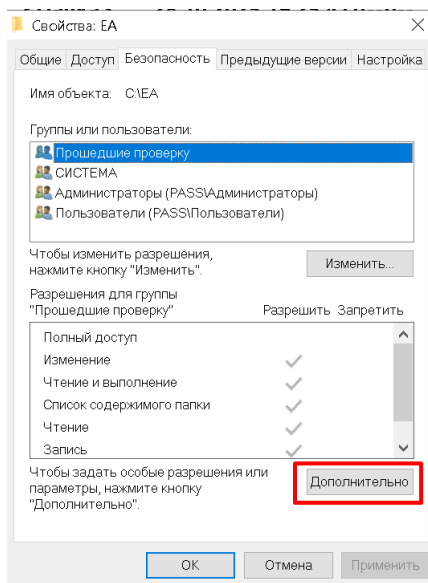 Свойства: EA
Общие Доступ Безопасность Предыдущие версии Настройка
Имя объекта: C:\EA
Группы или пользователи:
Прошедшие проверку
СИСТЕМА
Администраторы (PASS\Администраторы)
Пользователи (PASS\Пользователи)
Чтобы изменить разрешения,
нажмите кнопку "Изменить".
Изменить...
Разрешения для группы
"Прошедшие проверку"
Разрешить Запретить
Полный доступ
Изменение
Чтение и выполнение
Список содержимого папки
Чтение
Запись
Чтобы задать особые разрешения или
параметры, нажмите кнопку
"Дополнительно".
Дополнительно
OK Отмена Применить